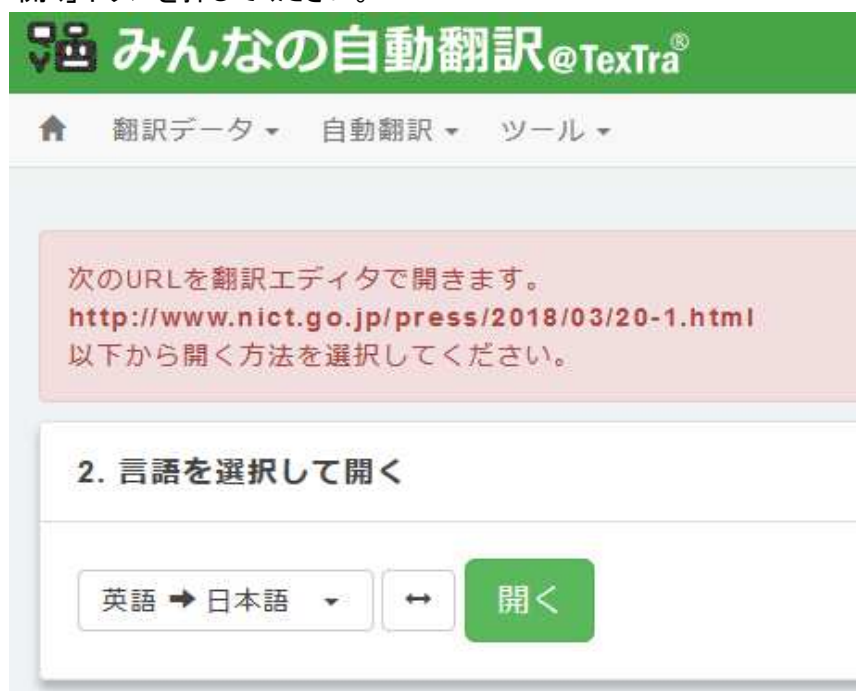 みんなの自動翻訳@TexTra®
翻訳データ 自動翻訳 ツール
次のURLを翻訳エディタで開きます。
http://www.nict.go.jp/press/2018/03/20-1.html
以下から開く方法を選択してください。
2. 言語を選択して開く
英語 ➡ 日本語 ↔ 開く